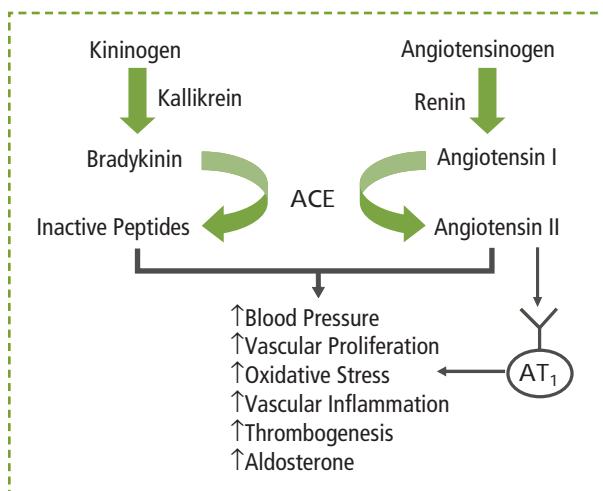 Kininogen
Angiotensinogen
Kallikrein
Renin
Bradykinin
Angiotensin I
ACE
Inactive Peptides
Angiotensin II
↑Blood Pressure
↑Vascular Proliferation
↑Oxidative Stress
AT₁
↑Vascular Inflammation
↑Thrombogenesis
↑Aldosterone